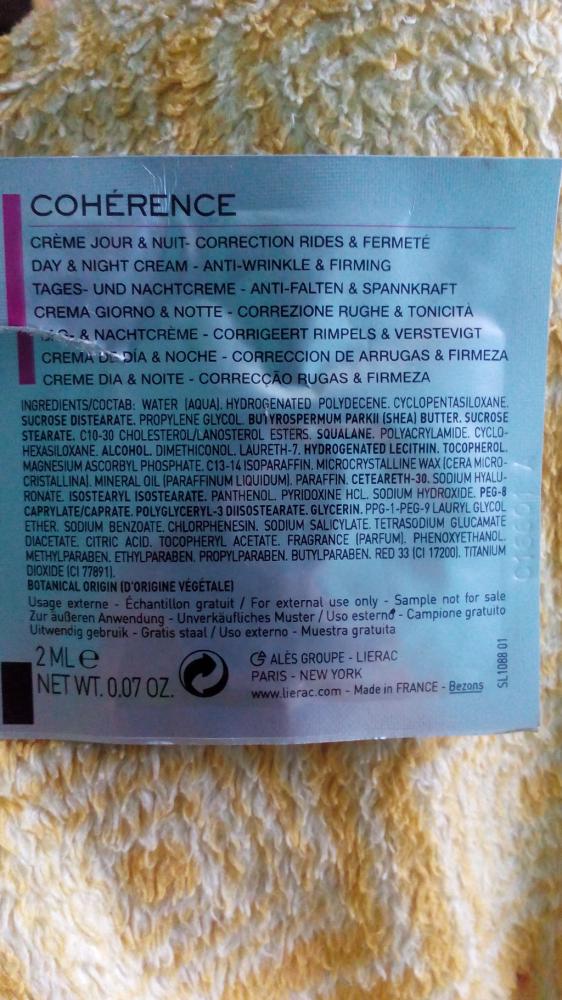 COHÉRENCE
CRÈME JOUR & NUIT- CORRECTION RIDES & FERMETÉ
DAY & NIGHT CREAM - ANTI-WRINKLE & FIRMING
TAGES- UND NACHTCREME - ANTI-FALTEN & SPANNKRAFT
CREMA GIORNO & NOTTE - CORREZIONE RUGHE & TONICITÀ
& NACHTCRÈME - CORRIGEERT RIMPELS & VERSTEVIGT
CREMA DE DÍA & NOCHE - CORRECCION DE ARRUGAS & FIRMEZA
CREME DIA & NOITE - CORRECÇÃO RUGAS & FIRMEZA
INGREDIENTS/COCTAB: WATER (AQUA). HYDROGENATED POLYDECENE. CYCLOPENTASILOXANE.
SUCROSE DISTEARATE. PROPYLENE GLYCOL. BUTYROSPERMUM PARKII (SHEA) BUTTER. SUCROSE
STEARATE. C10-30 CHOLESTEROL/LANOSTEROL ESTERS. SQUALANE. POLYACRYLAMIDE. CYCLO-
HEXASILOXANE. ALCOHOL. DIMETHICONOL. LAURETH-7. HYDROGENATED LECITHIN. TOCOPHEROL.
MAGNESIUM ASCORBYL PHOSPHATE. C13-14 ISOPARAFFIN. MICROCRYSTALLINE WAX (CERA MICRO-
CRISTALLINA). MINERAL OIL (PARAFFINUM LIQUIDUM). PARAFFIN. CETEARETH-30. SODIUM HYALU-
RONATE. ISOSTEARYL ISOSTEARATE. PANTHENOL. PYRIDOXINE HCL. SODIUM HYDROXIDE. PEG-8
CAPRYLATE/CAPRATE. POLYGLYCERYL-3 DIISOSTEARATE. GLYCERIN. PPG-1-PEG-9 LAURYL GLYCOL
ETHER. SODIUM BENZOATE. CHLORPHENESIN. SODIUM SALICYLATE. TETRASODIUM GLUCAMATE
DIACETATE. CITRIC ACID. TOCOPHERYL ACETATE. FRAGRANCE (PARFUM). PHENOXYETHANOL.
METHYLPARABEN. ETHYLPARABEN. PROPYLPARABEN. BUTYLPARABEN. RED 33 (CI 17200). TITANIUM
DIOXIDE (CI 77891).
BOTANICAL ORIGIN (D'ORIGINE VÉGÉTALE)
Usage externe - Échantillon gratuit / For external use only - Sample not for sale
Zur äußeren Anwendung - Unverkäufliches Muster / Uso esterno - Campione gratuito
Uitwendig gebruik - Gratis staal / Uso externo - Muestra gratuita
2 ML e
NET WT. 0.07 OZ.
ALÈS GROUPE - LIERAC
PARIS - NEW YORK
www.lierac.com - Made in FRANCE - Bezons
SL1088 01